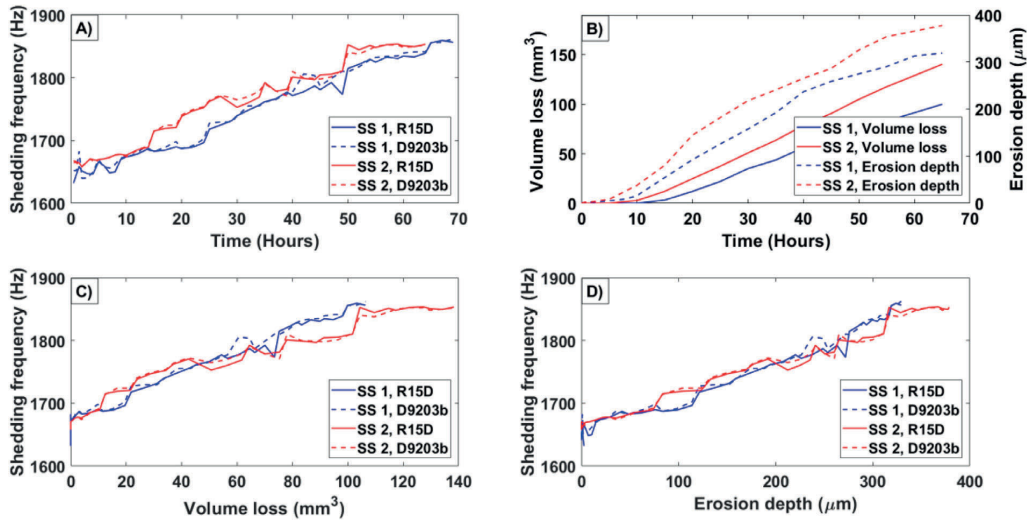 A)
1900
1800
1700
1600
Shedding frequency (Hz)
SS 1, R15D
SS 1, D9203b
SS 2, R15D
SS 2, D9203b
0 10 20 30 40 50 60 70
Time (Hours)
B)
150
100
50
0
Volume loss (mm³)
400
300
200
100
0
Erosion depth (μm)
SS 1, Volume loss
SS 2, Volume loss
SS 1, Erosion depth
SS 2, Erosion depth
0 10 20 30 40 50 60 70
Time (Hours)
C)
1900
1800
1700
1600
Shedding frequency (Hz)
SS 1, R15D
SS 1, D9203b
SS 2, R15D
SS 2, D9203b
0 20 40 60 80 100 120 140
Volume loss (mm³)
D)
1900
1800
1700
1600
Shedding frequency (Hz)
SS 1, R15D
SS 1, D9203b
SS 2, R15D
SS 2, D9203b
0 100 200 300 400
Erosion depth (μm)